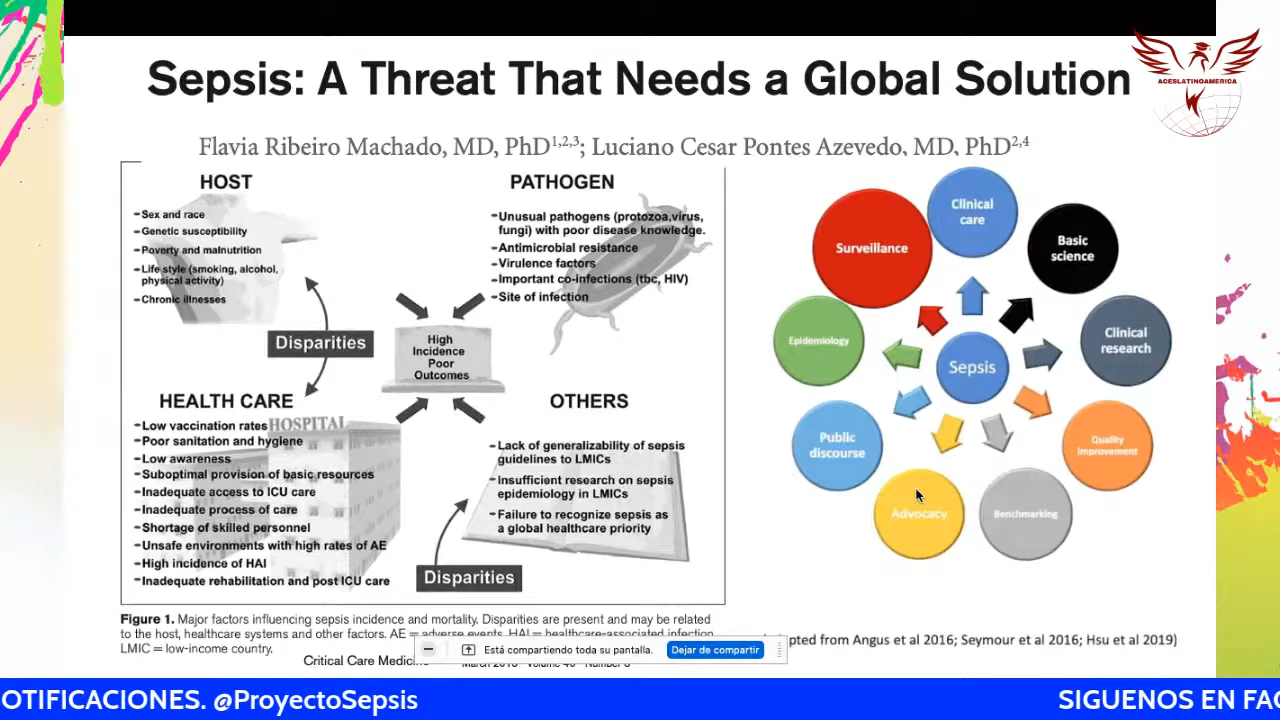 Sepsis: A Threat That Needs a Global Solution
ACESLATINOAMERICA
Flavia Ribeiro Machado, MD, PhD1,2,3; Luciano Cesar Pontes Azevedo, MD, PhD2,4
HOST
-Sex and race
-Genetic susceptibility
-Poverty and malnutrition
-Life style (smoking, alcohol,
physical activity)
-Chronic illnesses
PATHOGEN
-Unusual pathogens (protozoa,virus,
fungi) with poor disease knowledge.
-Antimicrobial resistance
-Virulence factors
-Important co-infections (tbc, HIV)
-Site of infection
Disparities
High
Incidence
Poor
Outcomes
HEALTH CARE
HOSPITAL
-Low vaccination rates
-Poor sanitation and hygiene
-Low awareness
-Suboptimal provision of basic resources
-Inadequate access to ICU care
-Inadequate process of care
-Shortage of skilled personnel
-Unsafe environments with high rates of AE
-High incidence of HAI
-Inadequate rehabilitation and post ICU care
OTHERS
-Lack of generalizability of sepsis
guidelines to LMICs
-Insufficient research on sepsis
epidemiology in LMICs
-Failure to recognize sepsis as
a global healthcare priority
Disparities
Figure 1. Major factors influencing sepsis incidence and mortality. Disparities are present and may be related
to the host, healthcare systems and other factors. AE = adverse events, HAI = healthcare-associated infection,
LMIC = low-income country.
Critical Care Medicine
Clinical
care
Surveillance
Basic
science
Epidemiology
Clinical
research
Sepsis
Public
discourse
Quality
improvement
Advocacy
Benchmarking
pted from Angus et al 2016; Seymour et al 2016; Hsu et al 2019)
Está compartiendo toda su pantalla.
Dejar de compartir
OTIFICACIONES. @ProyectoSepsis
SIGUENOS EN FAC